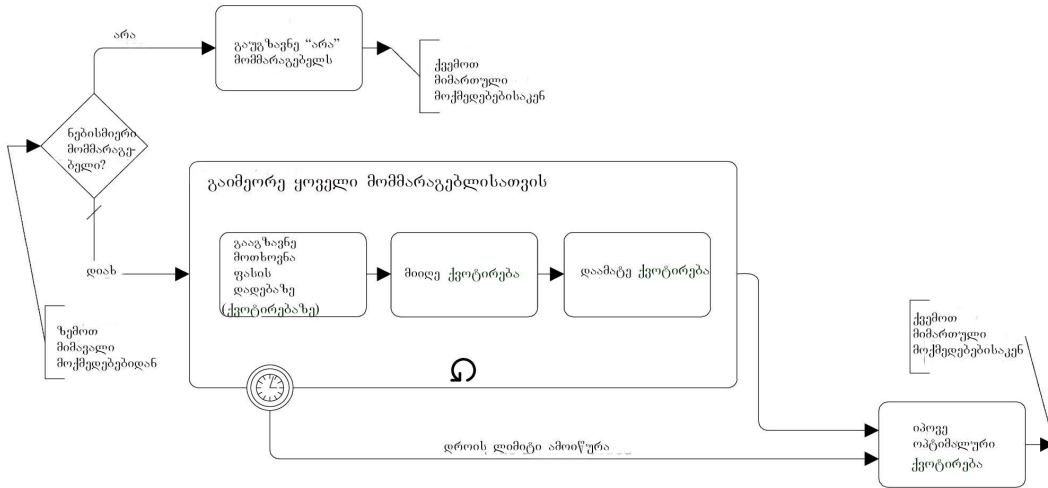 არა
გაუგზავნე “არა”
მომმარაგებელს
ქვემოთ
მიმართული
მოქმედებებისაკენ
ნებისმიერი
მომმარაგე-
ბელი?
გაიმეორე ყოველი მომმარაგებლისათვის
გააგზავნე
მოთხოვნა
ფასის
დადებაზე
(ქვოტირებაზე)
მიიღე ქვოტირება
დაამატე ქვოტირება
დიახ
ზემოთ
მიმავალი
მოქმედებებიდან
ქვემოთ
მიმართული
მოქმედებებისაკენ
დროის ლიმიტი ამოიწურა
იპოვე
ოპტიმალური
ქვოტირება